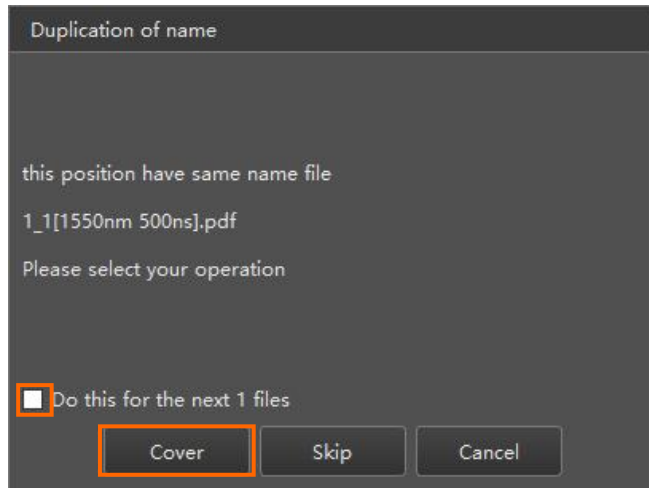 Duplication of name
this position have same name file
1_1[1550nm 500ns].pdf
Please select your operation
Do this for the next 1 files
Cover Skip Cancel